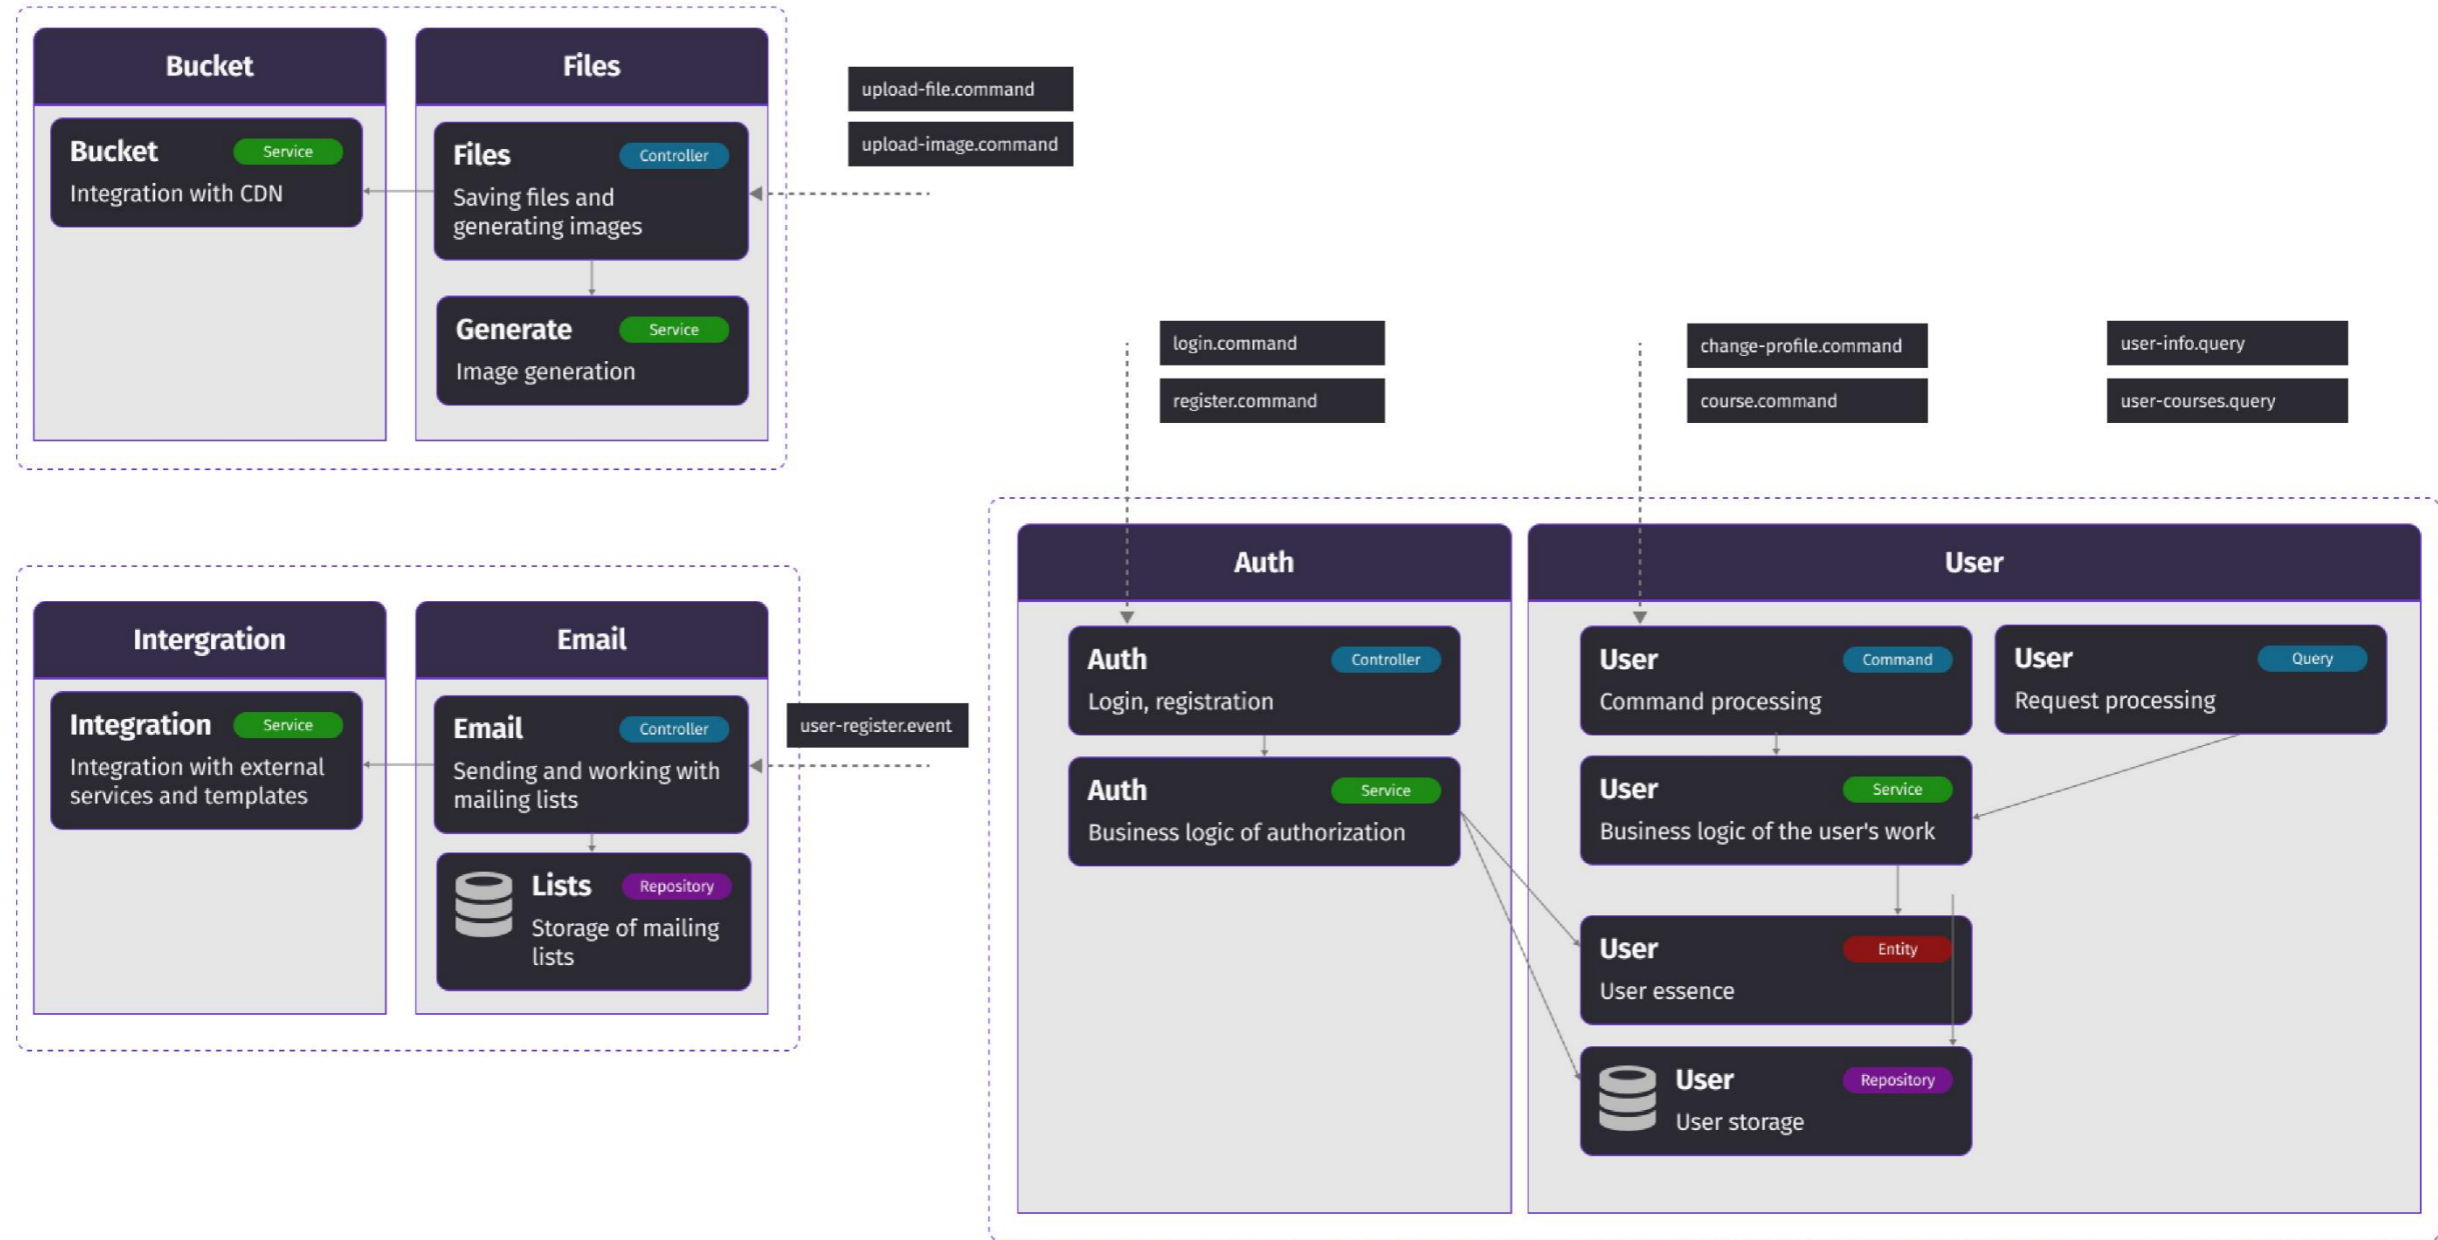 Bucket
Files
Bucket
Service
Integration with CDN
Files
Controller
Saving files and
generating images
Generate
Service
Image generation
upload-file.command
upload-image.command
login.command
register.command
change-profile.command
course.command
user-info.query
user-courses.query
Intergration
Email
Integration
Service
Integration with external
services and templates
Email
Controller
Sending and working with
mailing lists
Lists
Repository
Storage of mailing
lists
user-register.event
Auth
User
Auth
Controller
Login, registration
Auth
Service
Business logic of authorization
User
Command
Command processing
User
Query
Request processing
User
Service
Business logic of the user's work
User
Entity
User essence
User
Repository
User storage